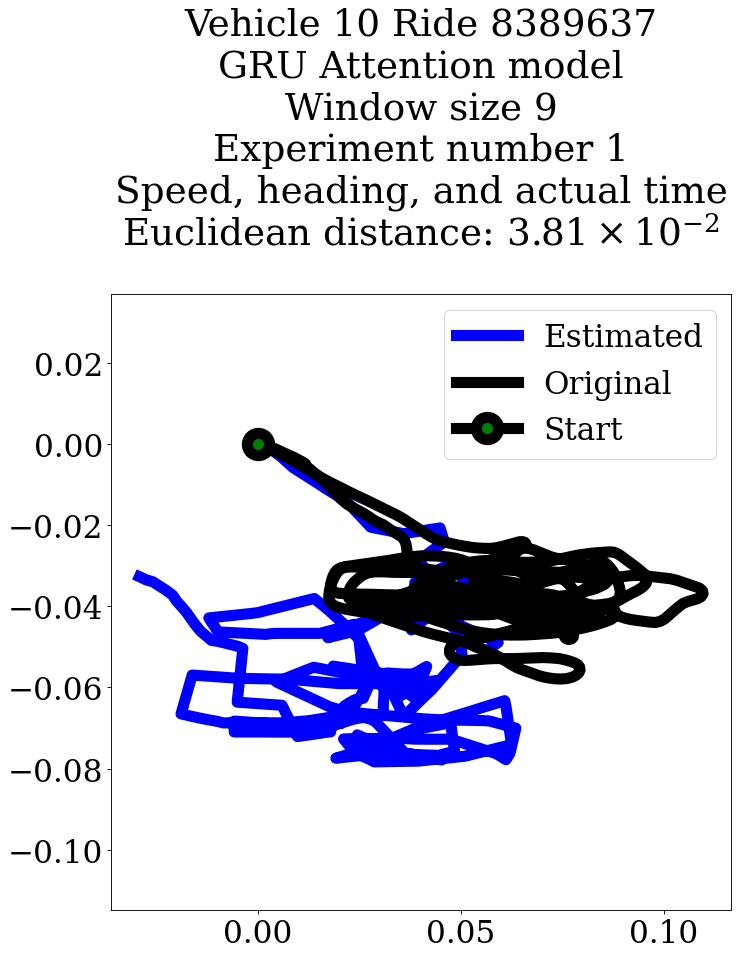 Vehicle 10 Ride 8389637
GRU Attention model
Window size 9
Experiment number 1
Speed, heading, and actual time
Euclidean distance: 3.81 × 10⁻²
Estimated
Original
Start
0.02
0.00
−0.02
−0.04
−0.06
−0.08
−0.10
0.00 0.05 0.10